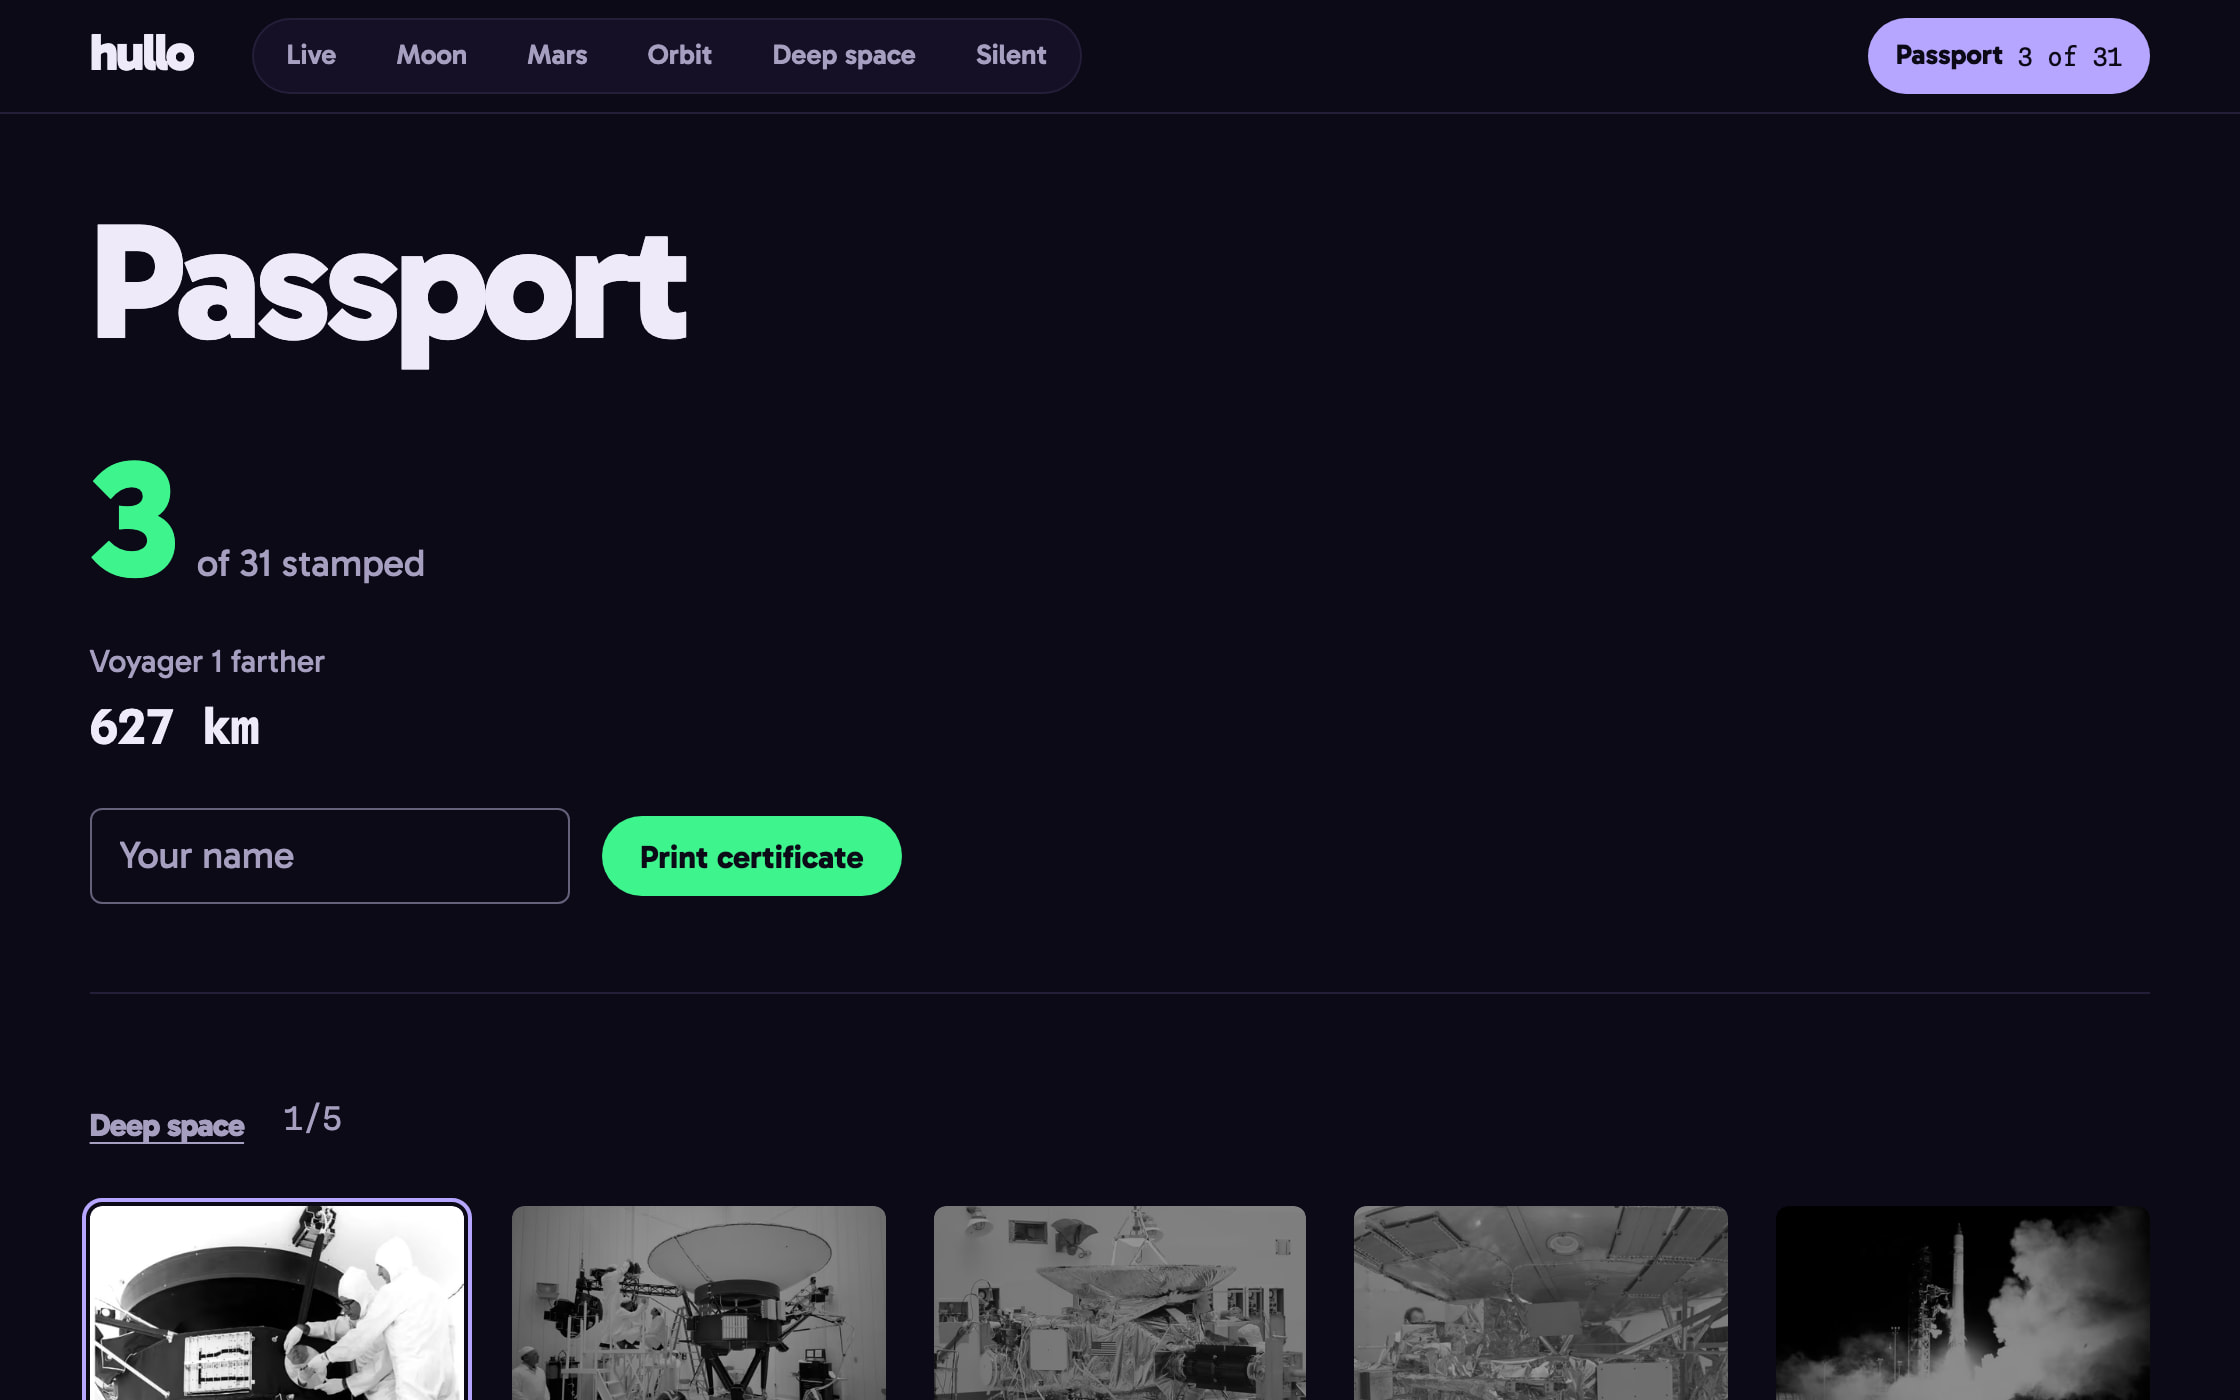 hullo
Live Moon Mars Orbit Deep space Silent
Passport 3 of 31
Passport
3 of 31 stamped
Voyager 1 farther
627 km
Your name
Print certificate
Deep space 1/5